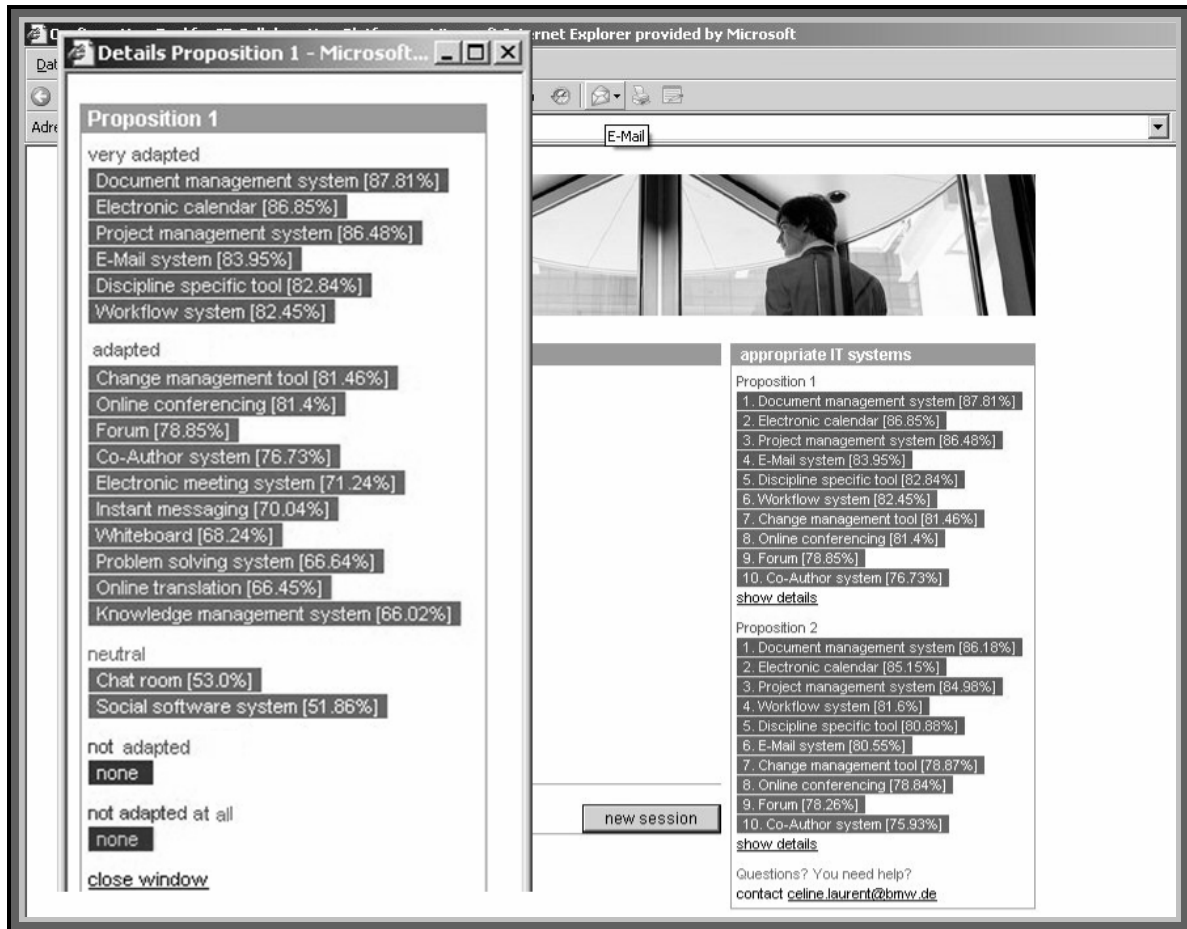 Details Proposition 1 - Microsoft...
ernet Explorer provided by Microsoft
Dat
Adre
E-Mail
Proposition 1
very adapted
Document management system [87.81%]
Electronic calendar [86.85%]
Project management system [86.48%]
E-Mail system [83.95%]
Discipline specific tool [82.84%]
Workflow system [82.45%]
adapted
Change management tool [81.46%]
Online conferencing [81.4%]
Forum [78.85%]
Co-Author system [76.73%]
Electronic meeting system [71.24%]
Instant messaging [70.04%]
Whiteboard [68.24%]
Problem solving system [66.64%]
Online translation [66.45%]
Knowledge management system [66.02%]
neutral
Chat room [53.0%]
Social software system [51.86%]
not adapted
none
not adapted at all
none
close window
new session
appropriate IT systems
Proposition 1
1. Document management system [87.81%]
2. Electronic calendar [86.85%]
3. Project management system [86.48%]
4. E-Mail system [83.95%]
5. Discipline specific tool [82.84%]
6. Workflow system [82.45%]
7. Change management tool [81.46%]
8. Online conferencing [81.4%]
9. Forum [78.85%]
10. Co-Author system [76.73%]
show details
Proposition 2
1. Document management system [86.18%]
2. Electronic calendar [85.15%]
3. Project management system [84.98%]
4. Workflow system [81.6%]
5. Discipline specific tool [80.88%]
6. E-Mail system [80.55%]
7. Change management tool [78.87%]
8. Online conferencing [78.84%]
9. Forum [78.26%]
10. Co-Author system [75.93%]
show details
Questions? You need help?
contact celine.laurent@bmw.de